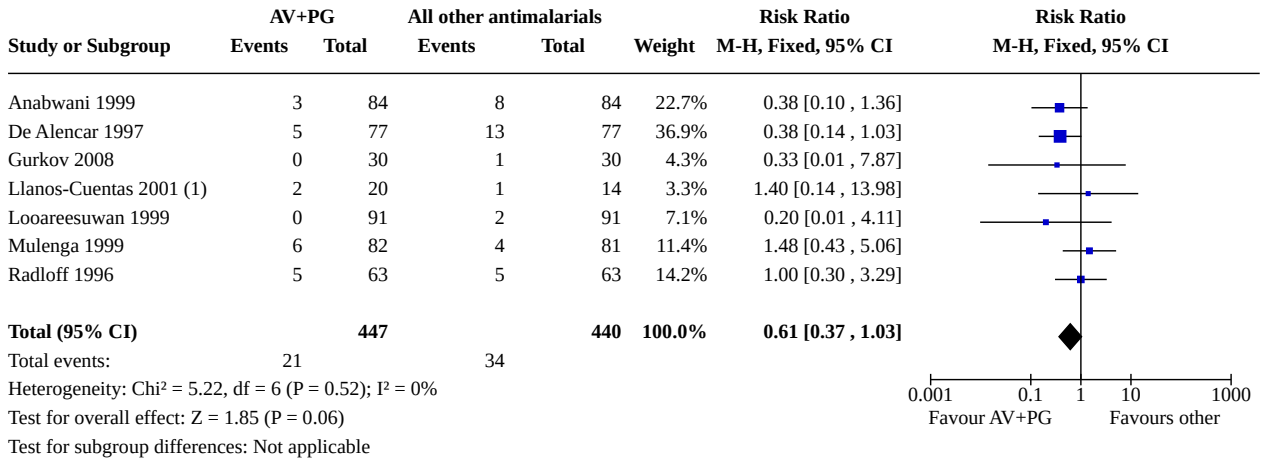 AV+PG All other antimalarials Risk Ratio Risk Ratio
Study or Subgroup Events Total Events Total Weight M-H, Fixed, 95% CI M-H, Fixed, 95% CI
Anabwani 1999 3 84 8 84 22.7% 0.38 [0.10 , 1.36]
De Alencar 1997 5 77 13 77 36.9% 0.38 [0.14 , 1.03]
Gurkov 2008 0 30 1 30 4.3% 0.33 [0.01 , 7.87]
Llanos-Cuentas 2001 (1) 2 20 1 14 3.3% 1.40 [0.14 , 13.98]
Looareesuwan 1999 0 91 2 91 7.1% 0.20 [0.01 , 4.11]
Mulenga 1999 6 82 4 81 11.4% 1.48 [0.43 , 5.06]
Radloff 1996 5 63 5 63 14.2% 1.00 [0.30 , 3.29]
Total (95% CI) 447 440 100.0% 0.61 [0.37 , 1.03]
Total events: 21 34
Heterogeneity: Chi² = 5.22, df = 6 (P = 0.52); I² = 0%
0.001 0.1 1 10 1000
Test for overall effect: Z = 1.85 (P = 0.06) Favour AV+PG Favours other
Test for subgroup differences: Not applicable